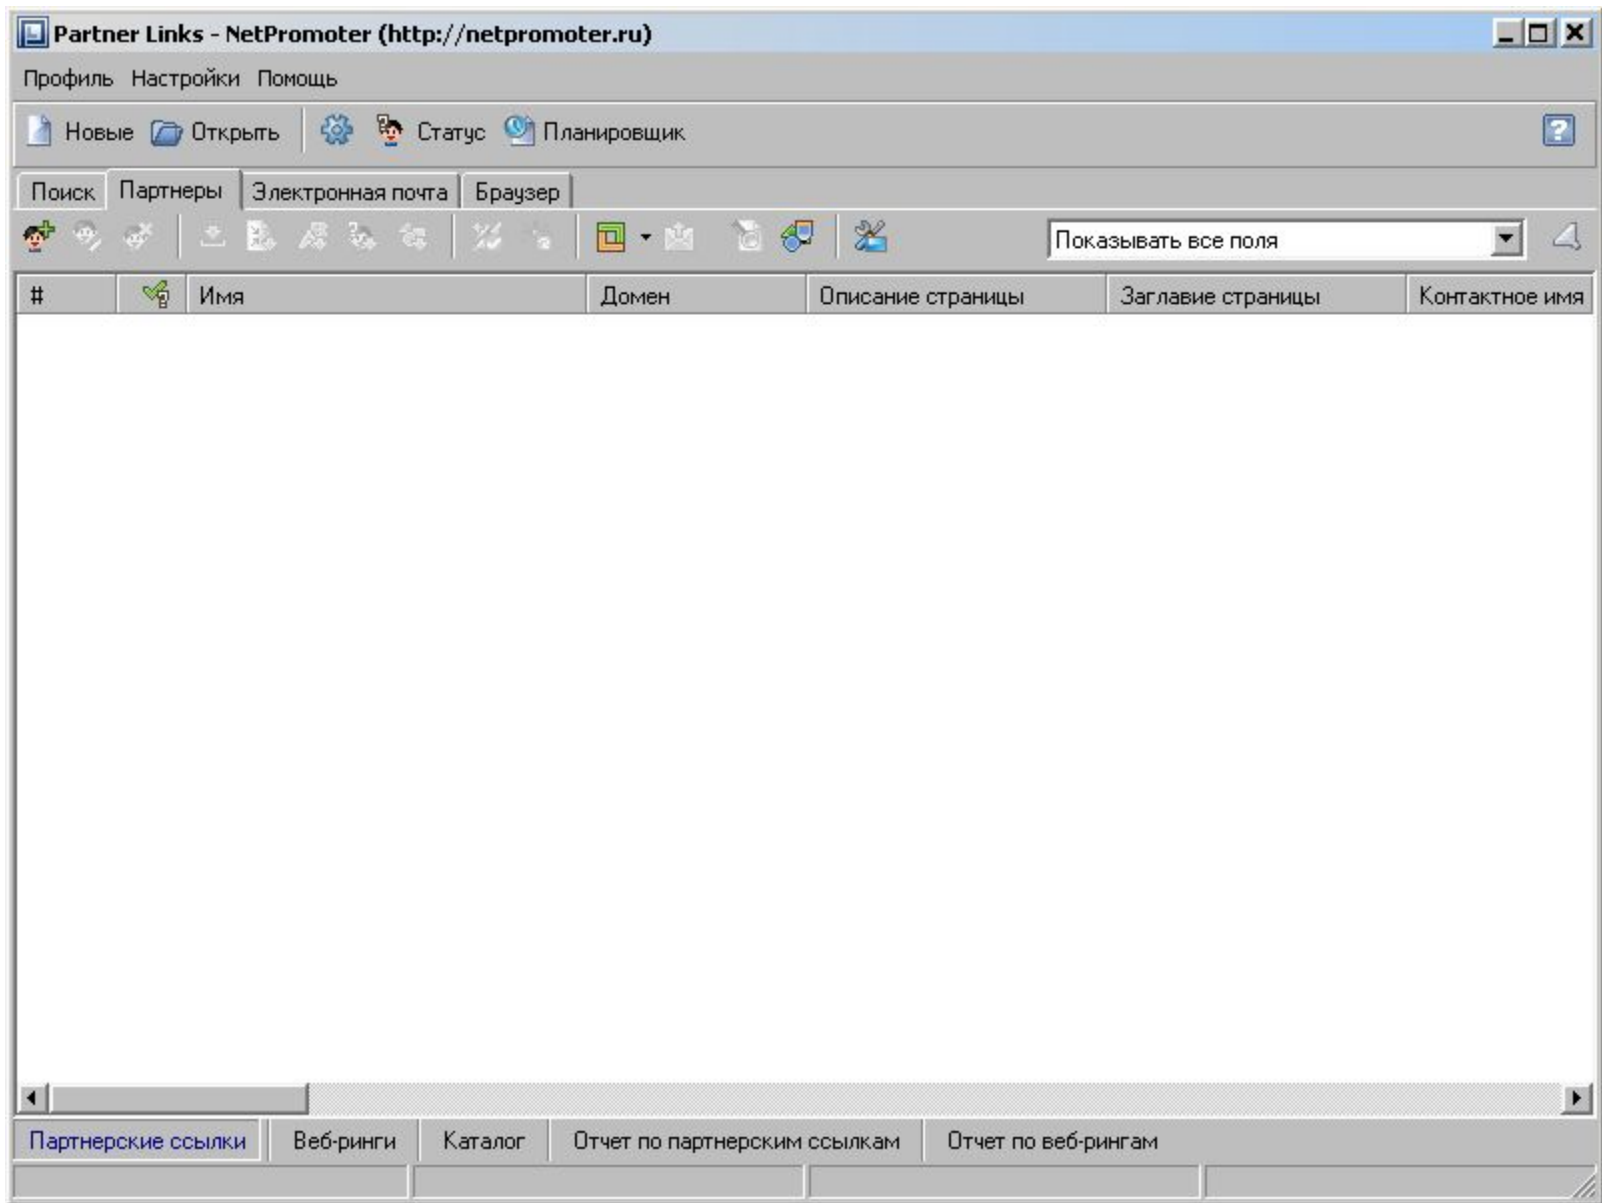 Partner Links - NetPromoter (http://netpromoter.ru)
Профиль Настройки Помощь
Новые Открыть Статус Планировщик
Поиск Партнеры Электронная почта Браузер
Показывать все поля
# Имя Домен Описание страницы Заглавие страницы Контактное имя
Партнерские ссылки Веб-ринги Каталог Отчет по партнерским ссылкам Отчет по веб-рингам